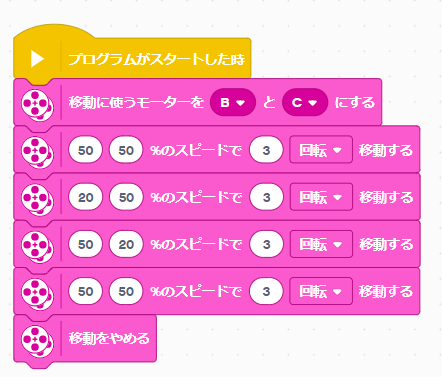 プログラムがスタートした時
移動に使うモーターを B と C にする
50 50 %のスピードで 3 回転 移動する
20 50 %のスピードで 3 回転 移動する
50 20 %のスピードで 3 回転 移動する
50 50 %のスピードで 3 回転 移動する
移動をやめる